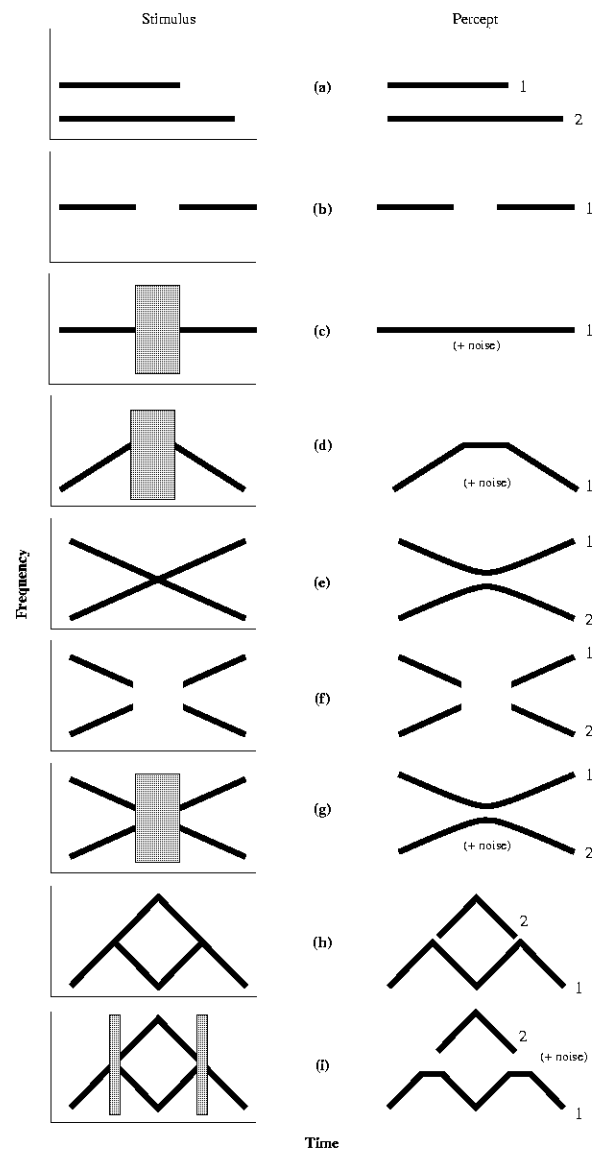 Stimulus Percept
(a) 1
2
(b) 1
(c) 1
(+ noise)
(d)
(+ noise) 1
Frequency
1
(e)
2
1
(f)
2
1
(g)
(+ noise)
2
2
(h)
1
2
(+ noise)
(i)
1
Time